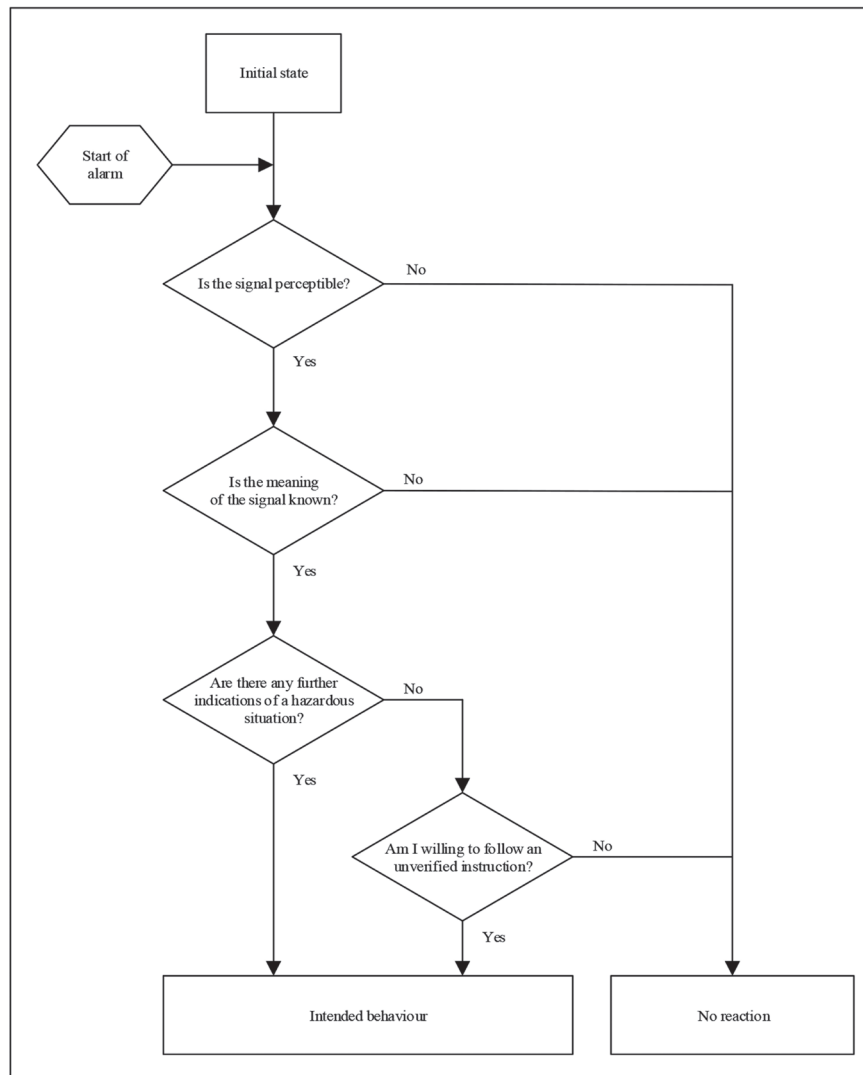 Initial state
Start of
alarm
Is the signal perceptible?
No
Yes
Is the meaning
of the signal known?
No
Yes
Are there any further
indications of a hazardous
situation?
No
Yes
Am I willing to follow an
unverified instruction?
No
Yes
Intended behaviour
No reaction